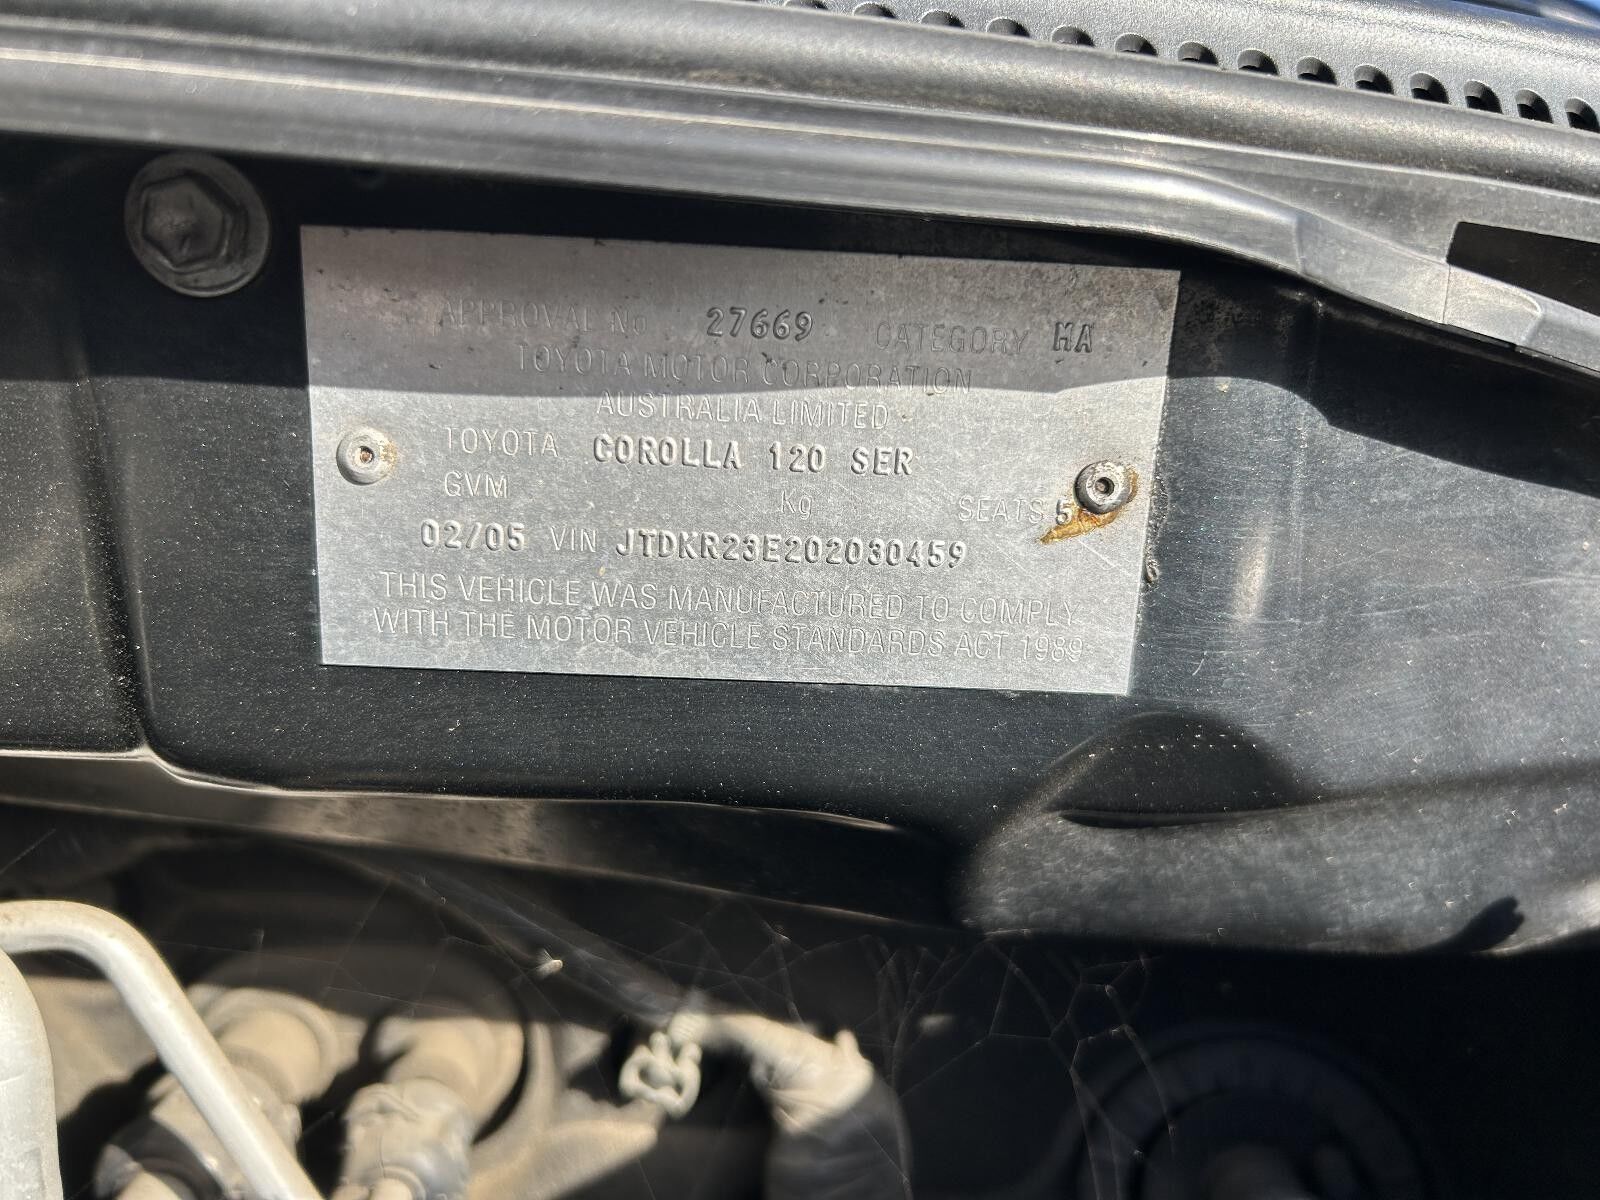 APPROVAL No 27669 CATEGORY MA
TOYOTA MOTOR CORPORATION
AUSTRALIA LIMITED
TOYOTA COROLLA 120 SER
GVM Kg SEATS 5
02/05 VIN JTDKR23E202030459
THIS VEHICLE WAS MANUFACTURED TO COMPLY
WITH THE MOTOR VEHICLE STANDARDS ACT 1989